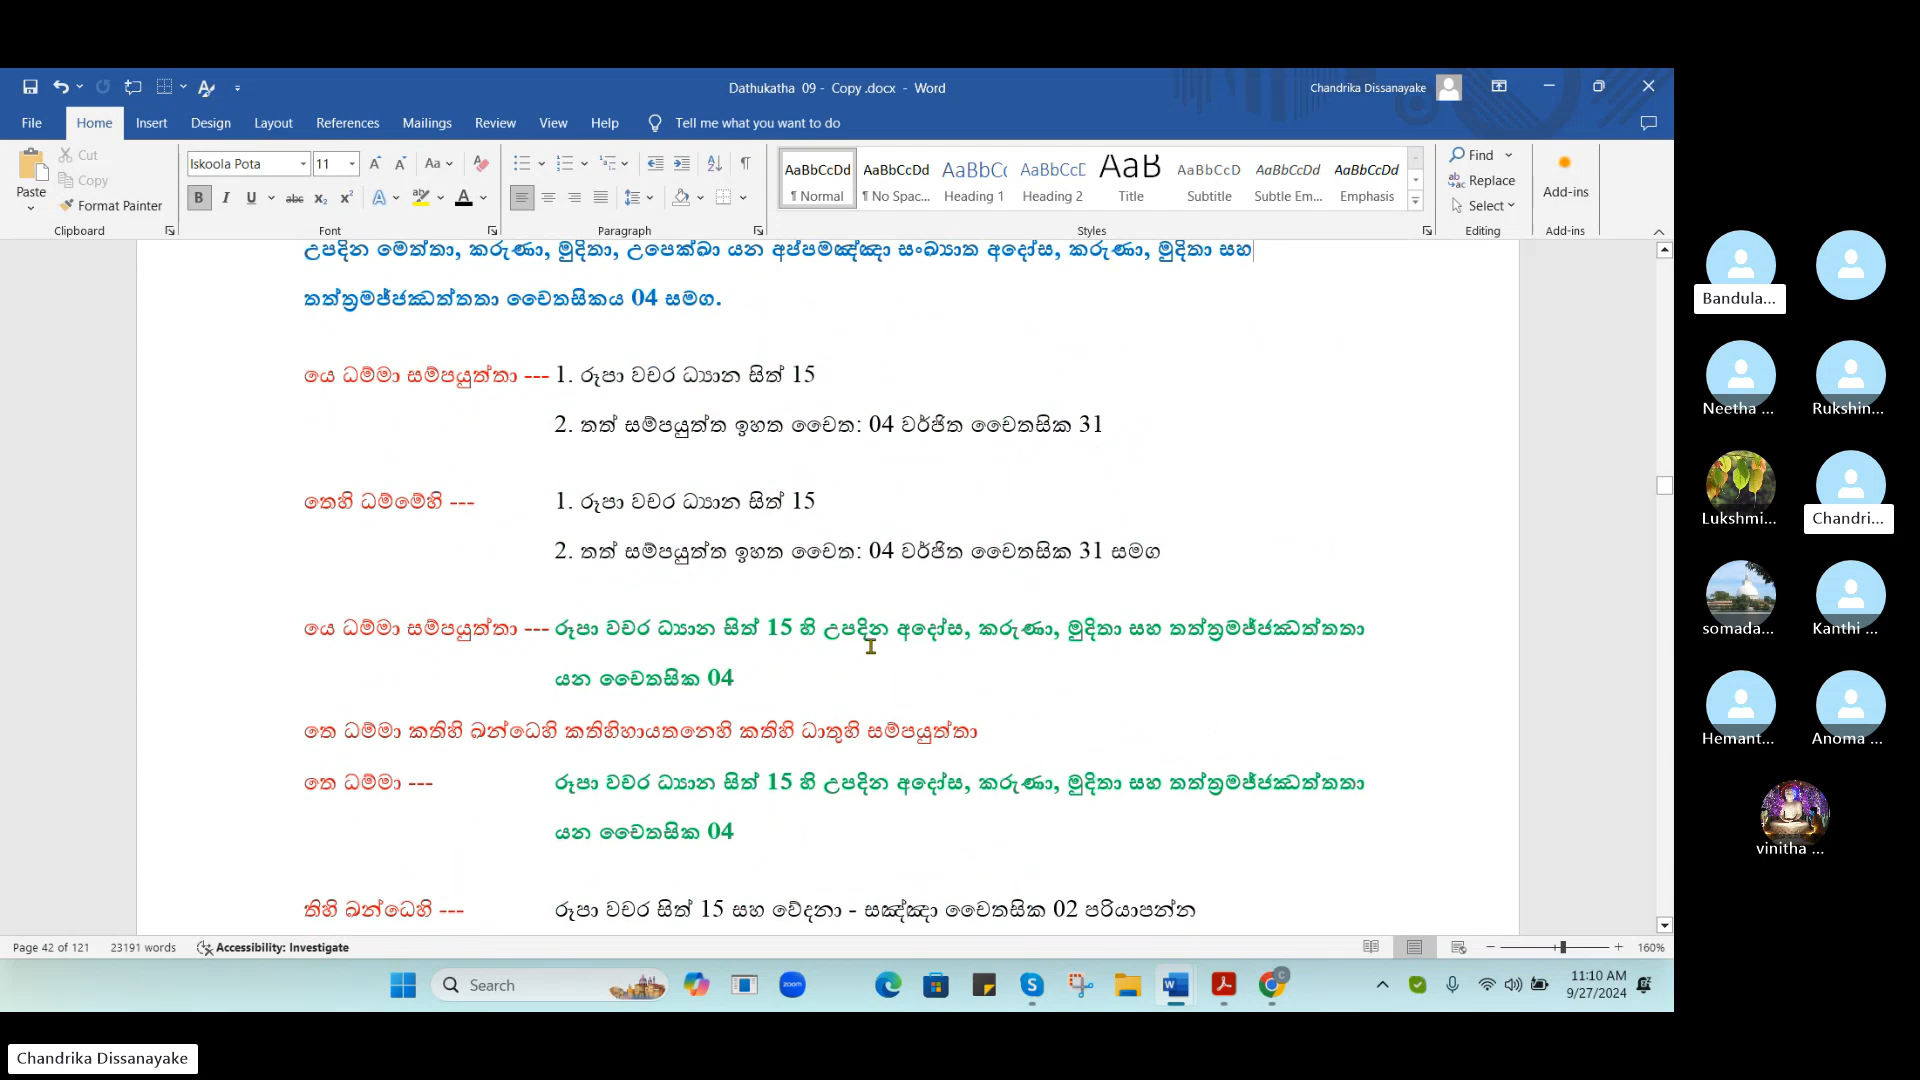 Dathukatha 09 - Copy .docx - Word
Chandrika Dissanayake
File Home Insert Design Layout References Mailings Review View Help Tell me what you want to do
Paste
Cut
Copy
Format Painter
Clipboard
Iskoola Pota 11
Font
Paragraph
AaBbCcDd AaBbCcDd AaBbCc AaBbCcD AaB AaBbCcD AaBbCcDd AaBbCcDd
¶ Normal ¶ No Spac... Heading 1 Heading 2 Title Subtitle Subtle Em... Emphasis
Styles
Find
Replace
Select
Editing
Add-ins
Add-ins
උපදින මෙත්තා, කරුණා, මුදිතා, උපෙක්ඛා යන අප්පමඤ්ඤා සංඛ්‍යාත අදෝස, කරුණා, මුදිතා සහ
තත්ත්‍රමජ්ජඣත්තතා චෛතසිකය 04 සමග.
යෙ ධම්මා සම්පයුත්තා --- 1. රූපා වචර ධ්‍යාන සිත් 15
2. තත් සම්පයුත්ත ඉහත චෛත: 04 වර්ජිත චෛතසික 31
තෙහි ධම්මේහි --- 1. රූපා වචර ධ්‍යාන සිත් 15
2. තත් සම්පයුත්ත ඉහත චෛත: 04 වර්ජිත චෛතසික 31 සමග
යෙ ධම්මා සම්පයුත්තා --- රූපා වචර ධ්‍යාන සිත් 15 හි උපදින අදෝස, කරුණා, මුදිතා සහ තත්ත්‍රමජ්ජඣත්තතා
යන චෛතසික 04
තෙ ධම්මා කතිහි ඛන්ධෙහි කතිහිභායතනෙහි කතිහි ධාතුහි සම්පයුත්තා
තෙ ධම්මා --- රූපා වචර ධ්‍යාන සිත් 15 හි උපදින අදෝස, කරුණා, මුදිතා සහ තත්ත්‍රමජ්ජඣත්තතා
යන චෛතසික 04
තිහි ඛන්ධෙහි --- රූපා වචර සිත් 15 සහ වේදනා - සඤ්ඤා චෛතසික 02 පරියාපන්න
Page 42 of 121 23191 words Accessibility: Investigate
160%
Search
zoom
11:10 AM
9/27/2024
Bandula...
Neetha ...
Rukshin...
Lukshmi...
Chandri...
somada...
Kanthi ...
Hemant...
Anoma ...
vinitha ...
Chandrika Dissanayake